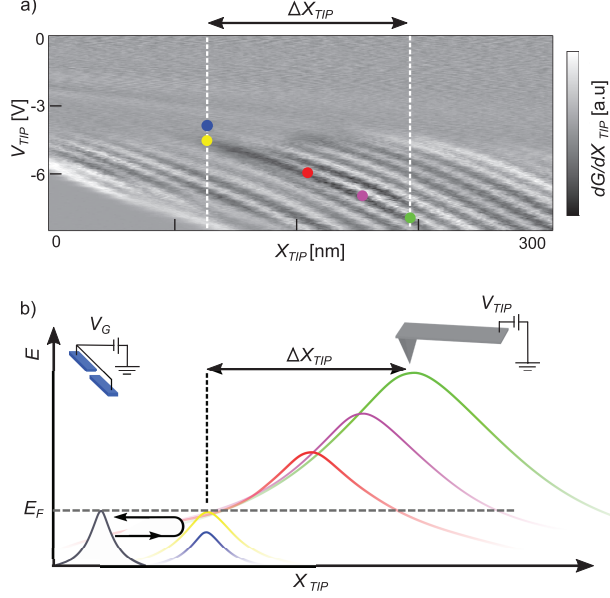 a)
ΔX_TIP
0
-3
-6
V_TIP [V]
0
X_TIP [nm]
300
dG/dX_TIP [a.u]
b)
V_G
V_TIP
E
ΔX_TIP
E_F
X_TIP